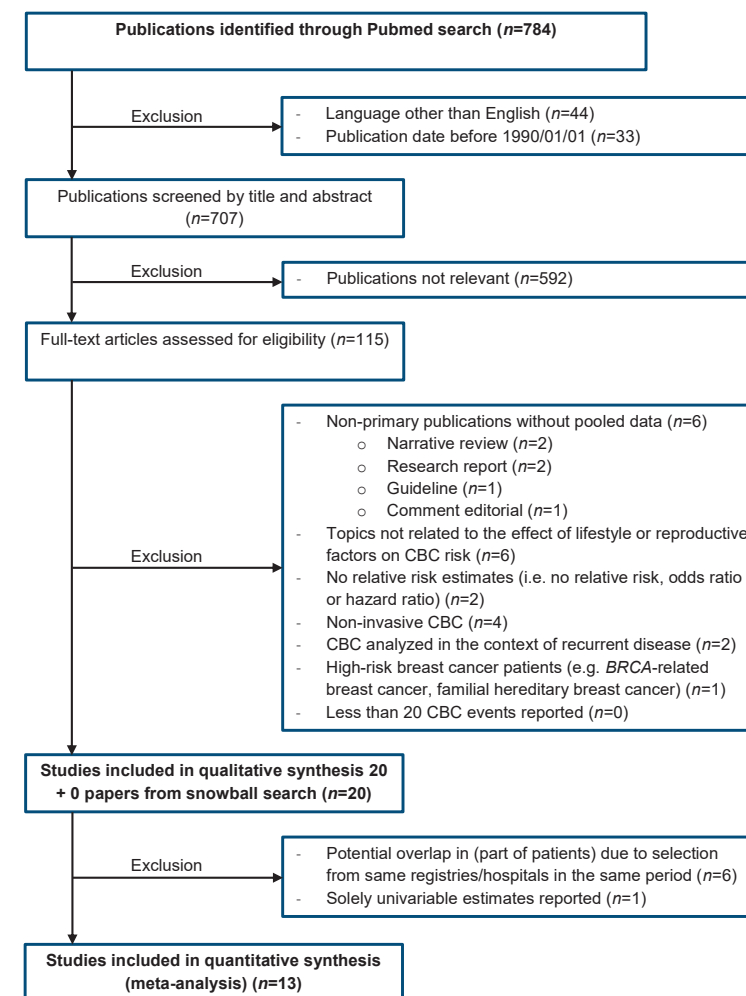 Publications identified through Pubmed search (n=784)
Exclusion
- Language other than English (n=44)
- Publication date before 1990/01/01 (n=33)
Publications screened by title and abstract
(n=707)
Exclusion
- Publications not relevant (n=592)
Full-text articles assessed for eligibility (n=115)
Exclusion
- Non-primary publications without pooled data (n=6)
o Narrative review (n=2)
o Research report (n=2)
o Guideline (n=1)
o Comment editorial (n=1)
- Topics not related to the effect of lifestyle or reproductive
factors on CBC risk (n=6)
- No relative risk estimates (i.e. no relative risk, odds ratio
or hazard ratio) (n=2)
- Non-invasive CBC (n=4)
- CBC analyzed in the context of recurrent disease (n=2)
- High-risk breast cancer patients (e.g. BRCA-related
breast cancer, familial hereditary breast cancer) (n=1)
- Less than 20 CBC events reported (n=0)
Studies included in qualitative synthesis 20
+ 0 papers from snowball search (n=20)
Exclusion
- Potential overlap in (part of patients) due to selection
from same registries/hospitals in the same period (n=6)
- Solely univariable estimates reported (n=1)
Studies included in quantitative synthesis
(meta-analysis) (n=13)